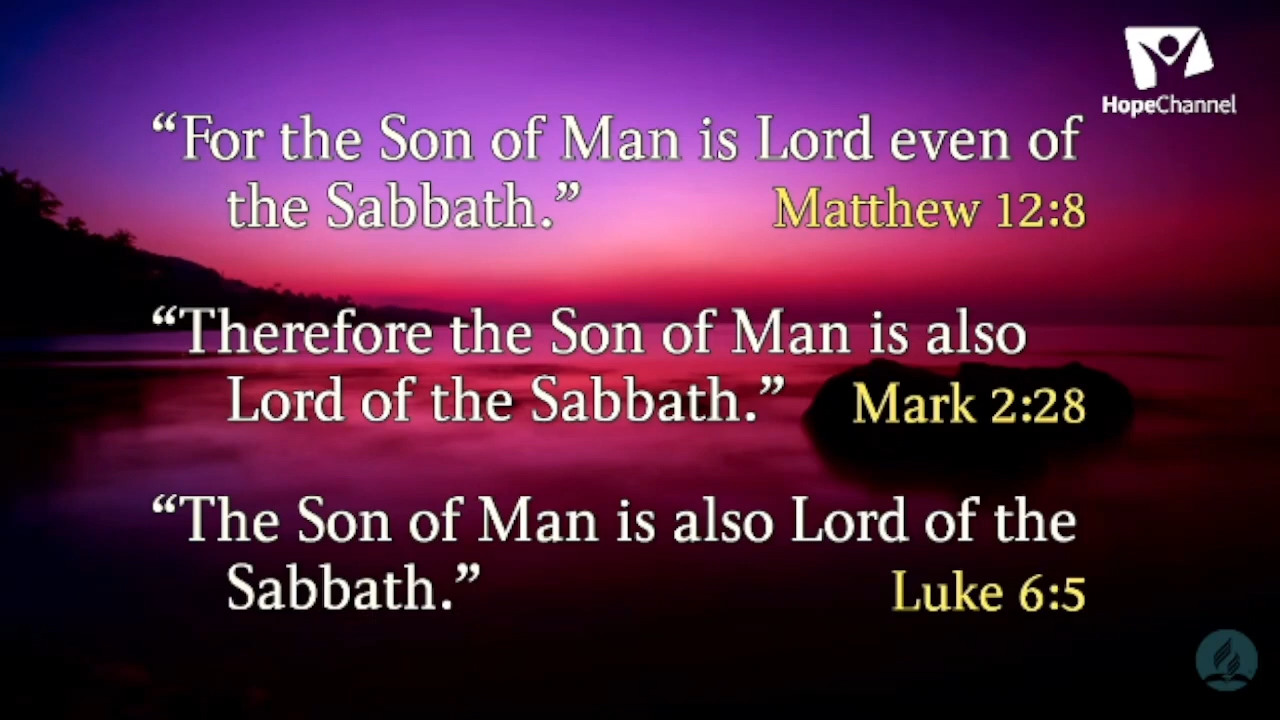 HopeChannel
“For the Son of Man is Lord even of
the Sabbath.” Matthew 12:8
“Therefore the Son of Man is also
Lord of the Sabbath.” Mark 2:28
“The Son of Man is also Lord of the
Sabbath.” Luke 6:5